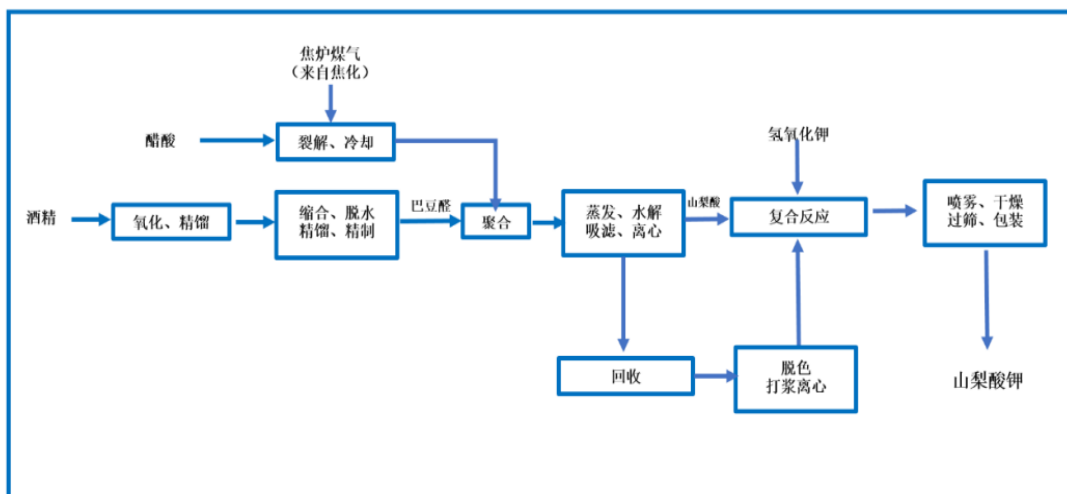 焦炉煤气
（来自焦化）
醋酸
裂解、冷却
氢氧化钾
酒精
氧化、精馏
缩合、脱水
精馏、精制
巴豆醛
聚合
蒸发、水解
吸滤、离心
山梨酸
复合反应
喷雾、干燥
过筛、包装
回收
脱色
打浆离心
山梨酸钾